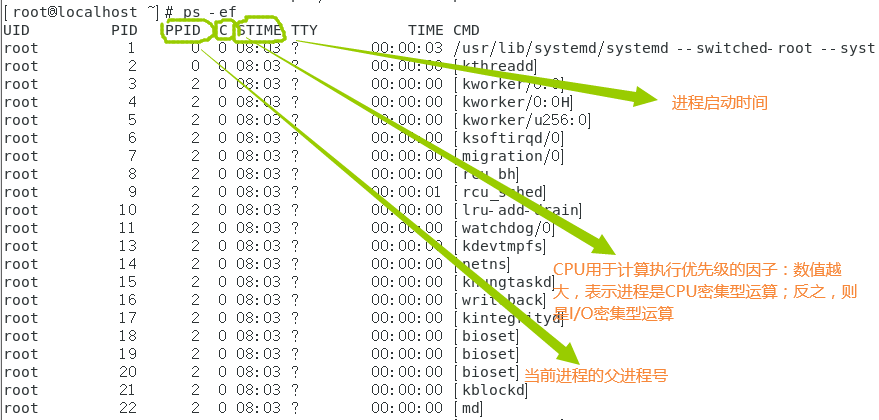 [root@localhost ~]# ps -ef
UID PID PPID C STIME TTY TIME CMD
root 1 0 0 08:03 ? 00:00:03 /usr/lib/systemd/systemd --switched-root --syst
root 2 0 0 08:03 ? 00:00:00 [kthreadd]
root 3 2 0 08:03 ? 00:00:00 [kworker/0:0]
root 4 2 0 08:03 ? 00:00:00 [kworker/0:0H]
root 5 2 0 08:03 ? 00:00:00 [kworker/u256:0]
root 6 2 0 08:03 ? 00:00:00 [ksoftirqd/0]
root 7 2 0 08:03 ? 00:00:00 [migration/0]
root 8 2 0 08:03 ? 00:00:00 [rcu_bh]
root 9 2 0 08:03 ? 00:00:01 [rcu_sched]
root 10 2 0 08:03 ? 00:00:00 [lru-add-drain]
root 11 2 0 08:03 ? 00:00:00 [watchdog/0]
root 13 2 0 08:03 ? 00:00:00 [kdevtmpfs]
root 14 2 0 08:03 ? 00:00:00 [netns]
root 15 2 0 08:03 ? 00:00:00 [khungtaskd]
root 16 2 0 08:03 ? 00:00:00 [writeback]
root 17 2 0 08:03 ? 00:00:00 [kintegrityd]
root 18 2 0 08:03 ? 00:00:00 [bioset]
root 19 2 0 08:03 ? 00:00:00 [bioset]
root 20 2 0 08:03 ? 00:00:00 [bioset]
root 21 2 0 08:03 ? 00:00:00 [kblockd]
root 22 2 0 08:03 ? 00:00:00 [md]
进程启动时间
CPU用于计算执行优先级的因子：数值越
大，表示进程是CPU密集型运算；反之，则
是I/O密集型运算
当前进程的父进程号